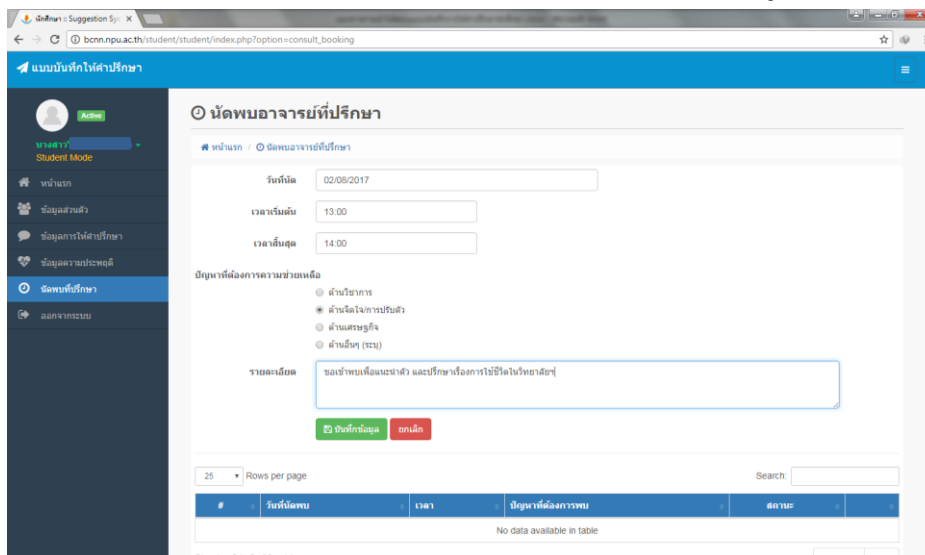 นักศึกษา :: Suggestion Sys
bcnn.npu.ac.th/student/student/index.php?option=consult_booking
แบบบันทึกให้คำปรึกษา
Active
นางสาว
Student Mode
หน้าแรก
ข้อมูลส่วนตัว
ข้อมูลการให้คำปรึกษา
ข้อมูลความประพฤติ
นัดพบที่ปรึกษา
ออกจากระบบ
นัดพบอาจารย์ที่ปรึกษา
หน้าแรก / นัดพบอาจารย์ที่ปรึกษา
วันที่นัด 02/08/2017
เวลาเริ่มต้น 13:00
เวลาสิ้นสุด 14:00
ปัญหาที่ต้องการความช่วยเหลือ
ด้านวิชาการ
ด้านจิตใจ/การปรับตัว
ด้านเศรษฐกิจ
ด้านอื่นๆ (ระบุ)
รายละเอียด ขอเข้าพบเพื่อแนะนำตัว และปรึกษาเรื่องการใช้ชีวิตในวิทยาลัยฯ
บันทึกข้อมูล ยกเลิก
25 Rows per page Search:
# วันที่นัดพบ เวลา ปัญหาที่ต้องการพบ สถานะ
No data available in table